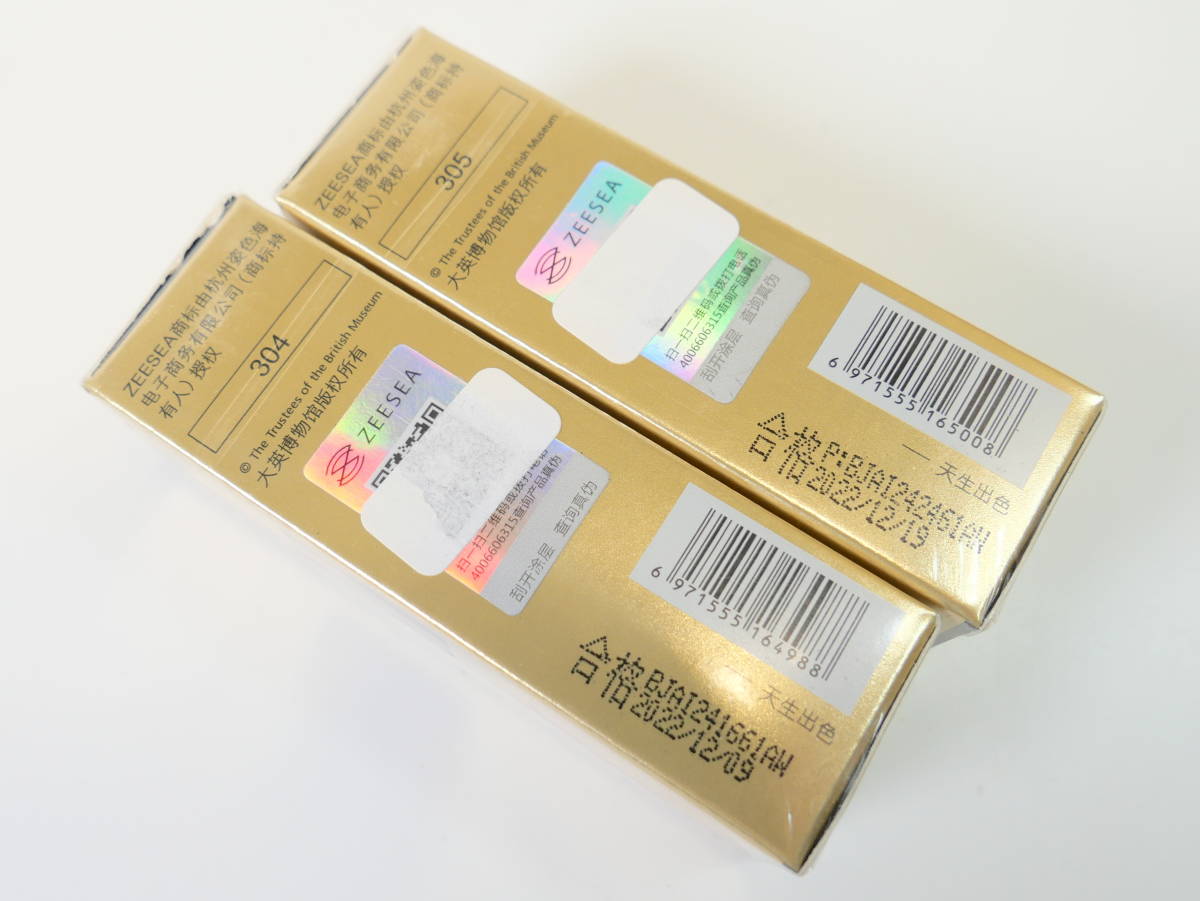 ZEESEA商标由杭州姿色海
电子商务有限公司(商标持
有人)授权
305
© The Trustees of the British Museum
大英博物馆版权所有
ZEESEA
扫一扫二维码或拨打电话
4006606315查询产品真伪
刮开涂层 查询真伪
6 971555 165008
一 天生出色
合格
2022/12/19
ZEESEA商标由杭州姿色海
电子商务有限公司(商标持
有人)授权
304
© The Trustees of the British Museum
大英博物馆版权所有
ZEESEA
扫一扫二维码或拨打电话
4006606315查询产品真伪
刮开涂层 查询真伪
6 971555 164988
一 天生出色
合格 BJAI241661AW
2022/12/09